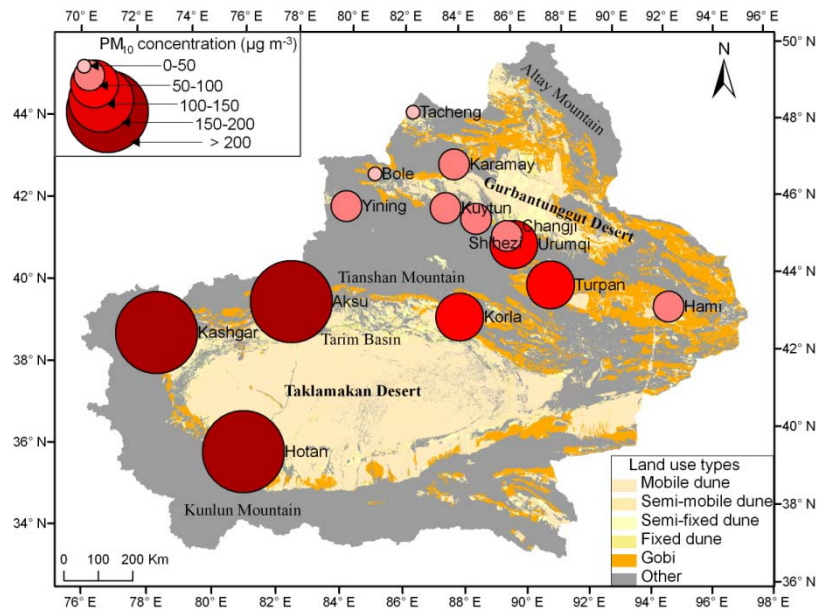 70° E 72° E 74° E 76° E 78° E 80° E 82° E 84° E 86° E 88° E 90° E
PM10 concentration (µg m-3)
0-50
50-100
100-150
150-200
> 200
N
50° N
48° N
46° N
44° N
42° N
40° N
38° N
36° N
44° N
42° N
40° N
38° N
36° N
34° N
Altay Mountain
Tacheng
Karamay
Bole
Gurbantunggut Desert
Yining
Kuytun
Changji
Shihezi
Urumqi
Tianshan Mountain
Turpan
Aksu
Hami
Korla
Kashgar
Tarim Basin
Taklamakan Desert
Hotan
Kunlun Mountain
Land use types
Mobile dune
Semi-mobile dune
Semi-fixed dune
Fixed dune
Gobi
Other
0 100 200 Km
76° E 78° E 80° E 82° E 84° E 86° E 88° E 90° E 92° E 94° E 96° E 98° E